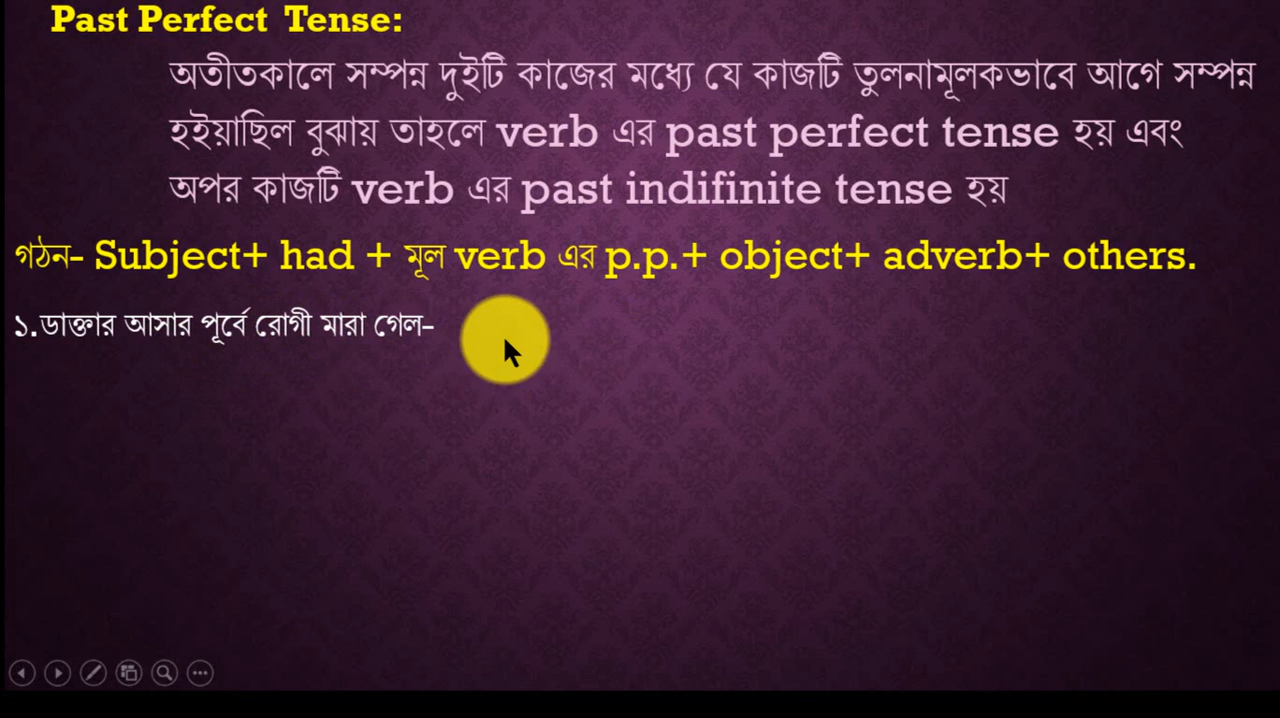 Past Perfect Tense:
অতীতকালে সম্পন্ন দুইটি কাজের মধ্যে যে কাজটি তুলনামূলকভাবে আগে সম্পন্ন
হইয়াছিল বুঝায় তাহলে verb এর past perfect tense হয় এবং
অপর কাজটি verb এর past indifinite tense হয়
গঠন- Subject+ had + মূল verb এর p.p.+ object+ adverb+ others.
১.ডাক্তার আসার পূর্বে রোগী মারা গেল-